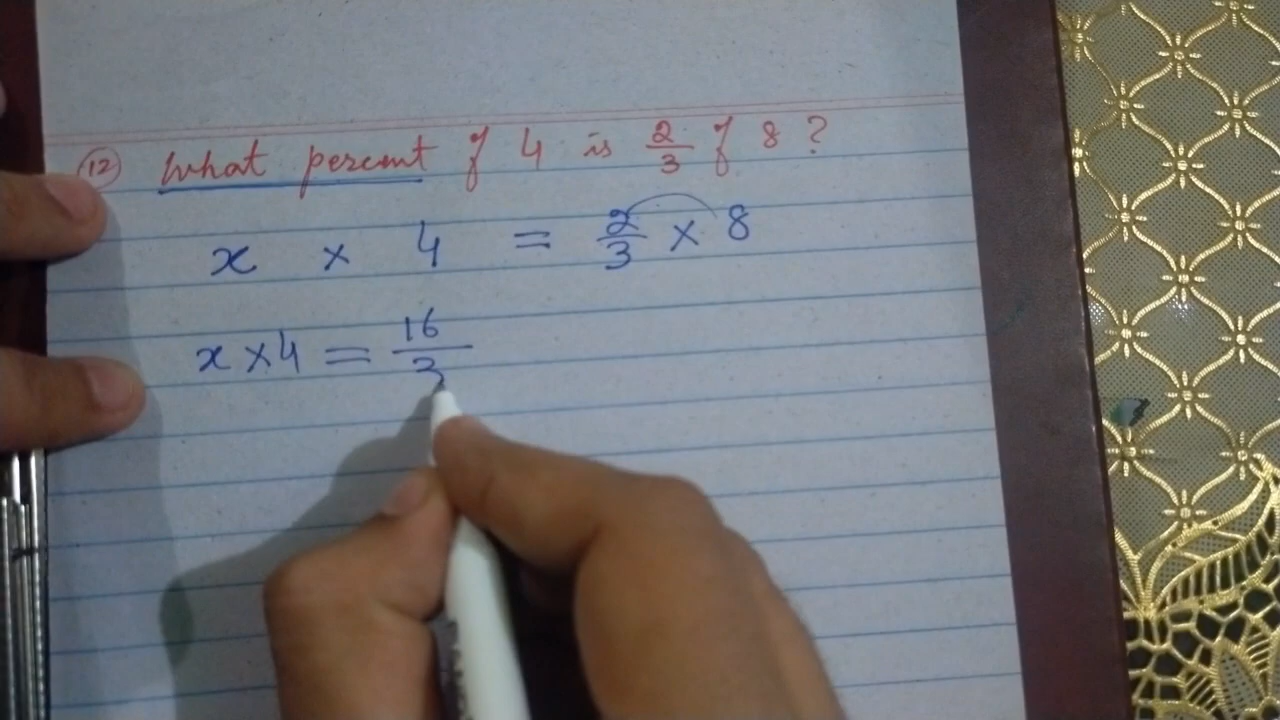 12 What percent of 4 is 2/3 of 8 ?
x × 4 = 2/3 × 8
x × 4 = 16/3